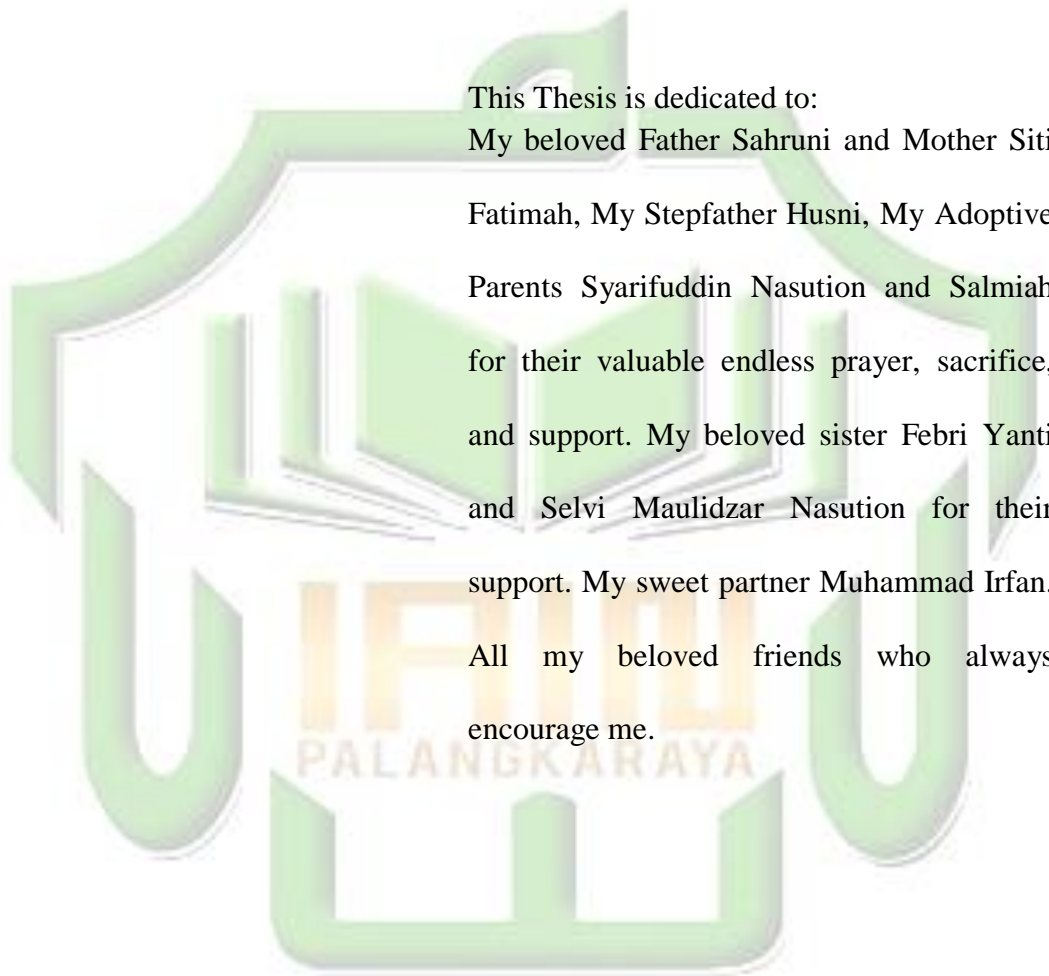 This Thesis is dedicated to:
My beloved Father Sahruni and Mother Siti
Fatimah, My Stepfather Husni, My Adoptive
Parents Syarifuddin Nasution and Salmiah
for their valuable endless prayer, sacrifice,
and support. My beloved sister Febri Yanti
and Selvi Maulidzar Nasution for their
support. My sweet partner Muhammad Irfan.
All my beloved friends who always
encourage me.
IAIN
PALANGKARAYA